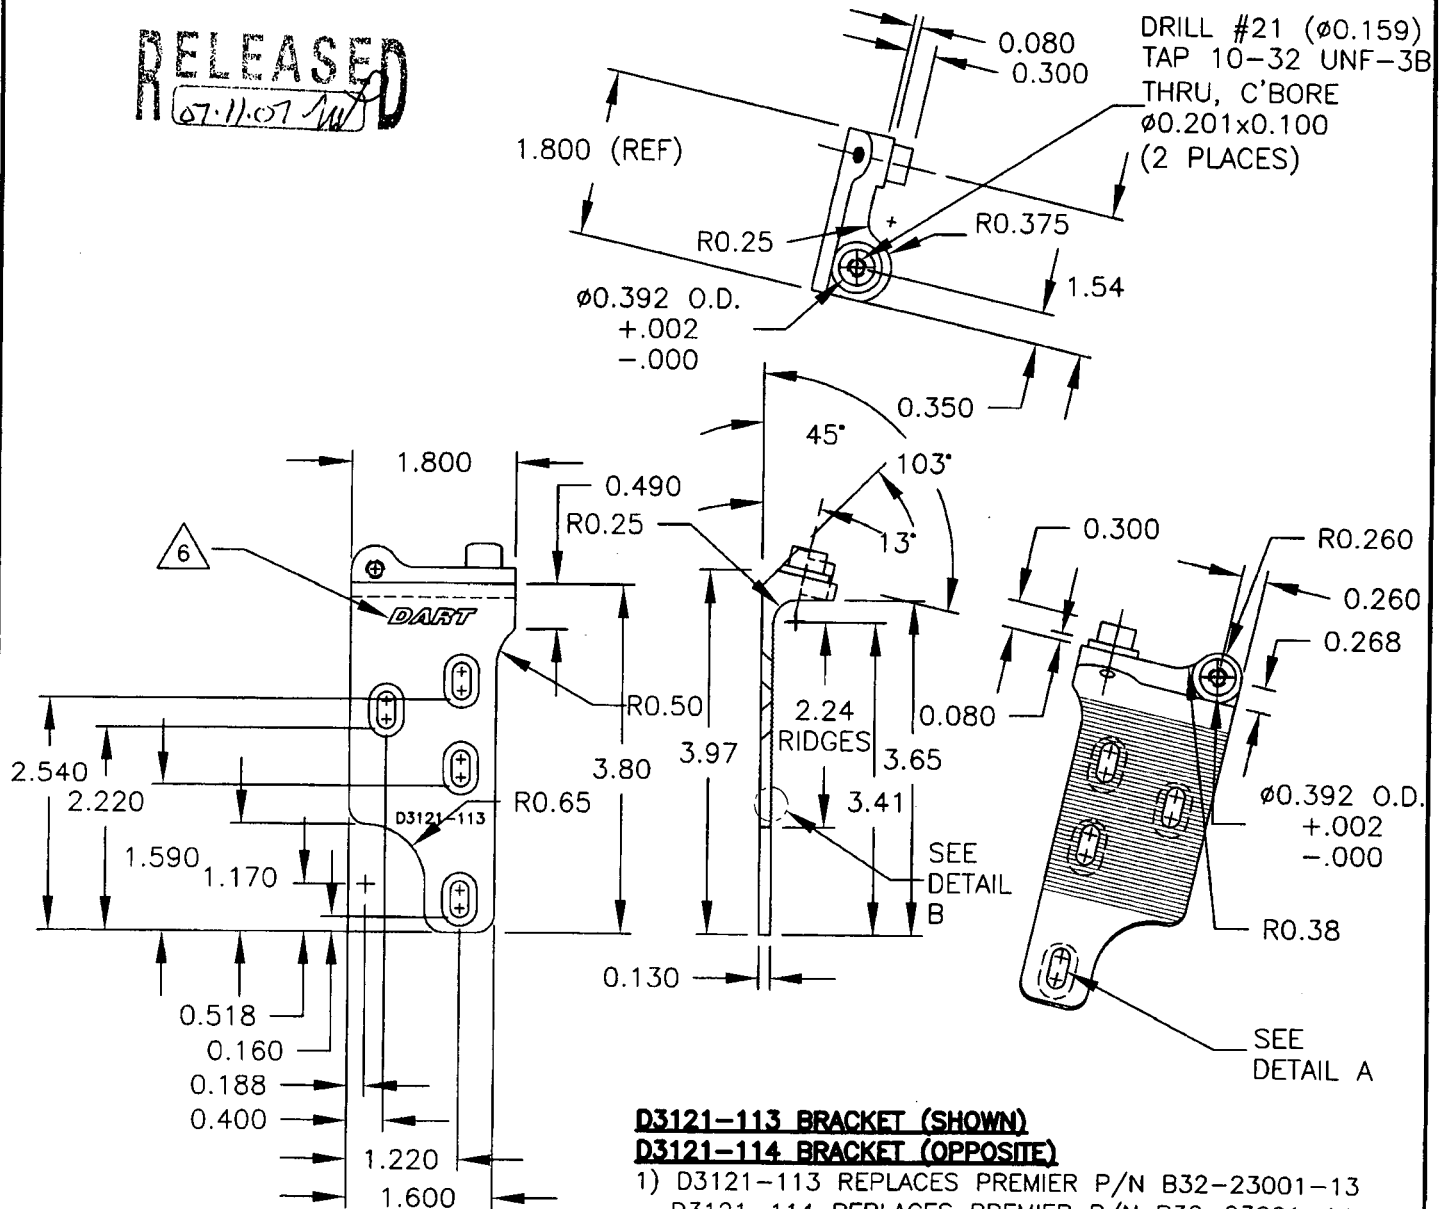 RELEASED
07.11.07
0.080
0.300
DRILL #21 (ø0.159)
TAP 10-32 UNF-3B
THRU, C'BORE
ø0.201x0.100
(2 PLACES)
1.800 (REF)
R0.25
R0.375
1.54
ø0.392 O.D.
+.002
-.000
0.350
45°
103°
13°
1.800
0.490
R0.25
6
DART
0.300
R0.260
0.260
0.268
R0.50
0.080
2.24
RIDGES
3.97
3.65
3.80
3.41
2.540
2.220
R0.65
D3121-113
1.590
1.170
ø0.392 O.D.
+.002
-.000
SEE
DETAIL
B
R0.38
0.130
0.518
0.160
0.188
0.400
SEE
DETAIL A
1.220
1.600
D3121-113 BRACKET (SHOWN)
D3121-114 BRACKET (OPPOSITE)
1) D3121-113 REPLACES PREMIER P/N B32-23001-13